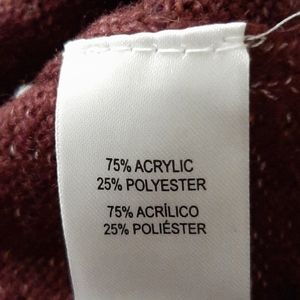 75% ACRYLIC
25% POLYESTER
75% ACRÍLICO
25% POLIÉSTER